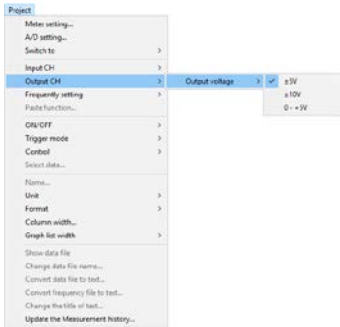 Project
Meter setting...
A/D setting...
Switch to
Input CH
Output CH
Output voltage
±5V
±10V
0 - +5V
Frequently setting
Paste function...
ON/OFF
Trigger mode
Control
Select data...
Name...
Unit
Format
Column width...
Graph list width
Show data file
Change data file name...
Convert data file to text...
Convert frequency file to text...
Change the title of text...
Update the Measurement history...